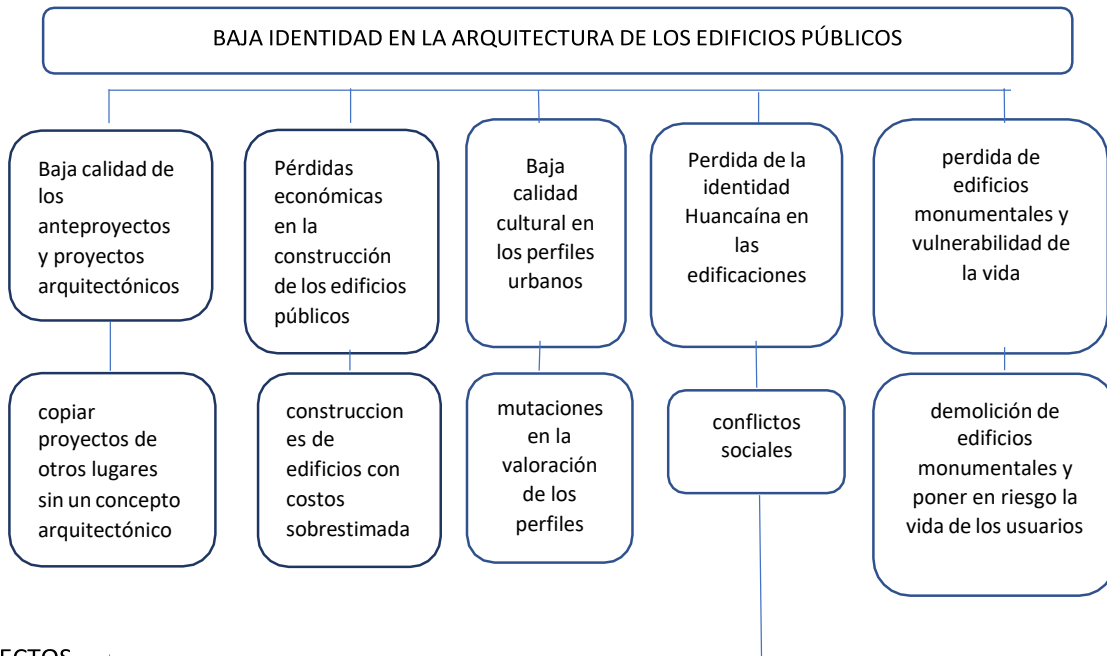 BAJA IDENTIDAD EN LA ARQUITECTURA DE LOS EDIFICIOS PÚBLICOS
Baja calidad de
los
anteproyectos
y proyectos
arquitectónicos
Pérdidas
económicas
en la
construcción
de los edificios
públicos
Baja
calidad
cultural en
los perfiles
urbanos
Perdida de la
identidad
Huancaína en
las
edificaciones
perdida de
edificios
monumentales y
vulnerabilidad de
la vida
copiar
proyectos de
otros lugares
sin un concepto
arquitectónico
construccion
es de
edificios con
costos
sobrestimada
mutaciones
en la
valoración
de los
perfiles
conflictos
sociales
demolición de
edificios
monumentales y
poner en riesgo la
vida de los usuarios